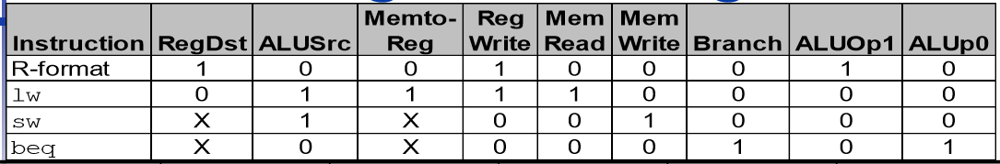 Instruction RegDst ALUSrc Memto-Reg Reg Write Mem Read Mem Write Branch ALUOp1 ALUp0
R-format 1 0 0 1 0 0 0 1 0
lw 0 1 1 1 1 0 0 0 0
sw X 1 X 0 0 1 0 0 0
beq X 0 X 0 0 0 1 0 1